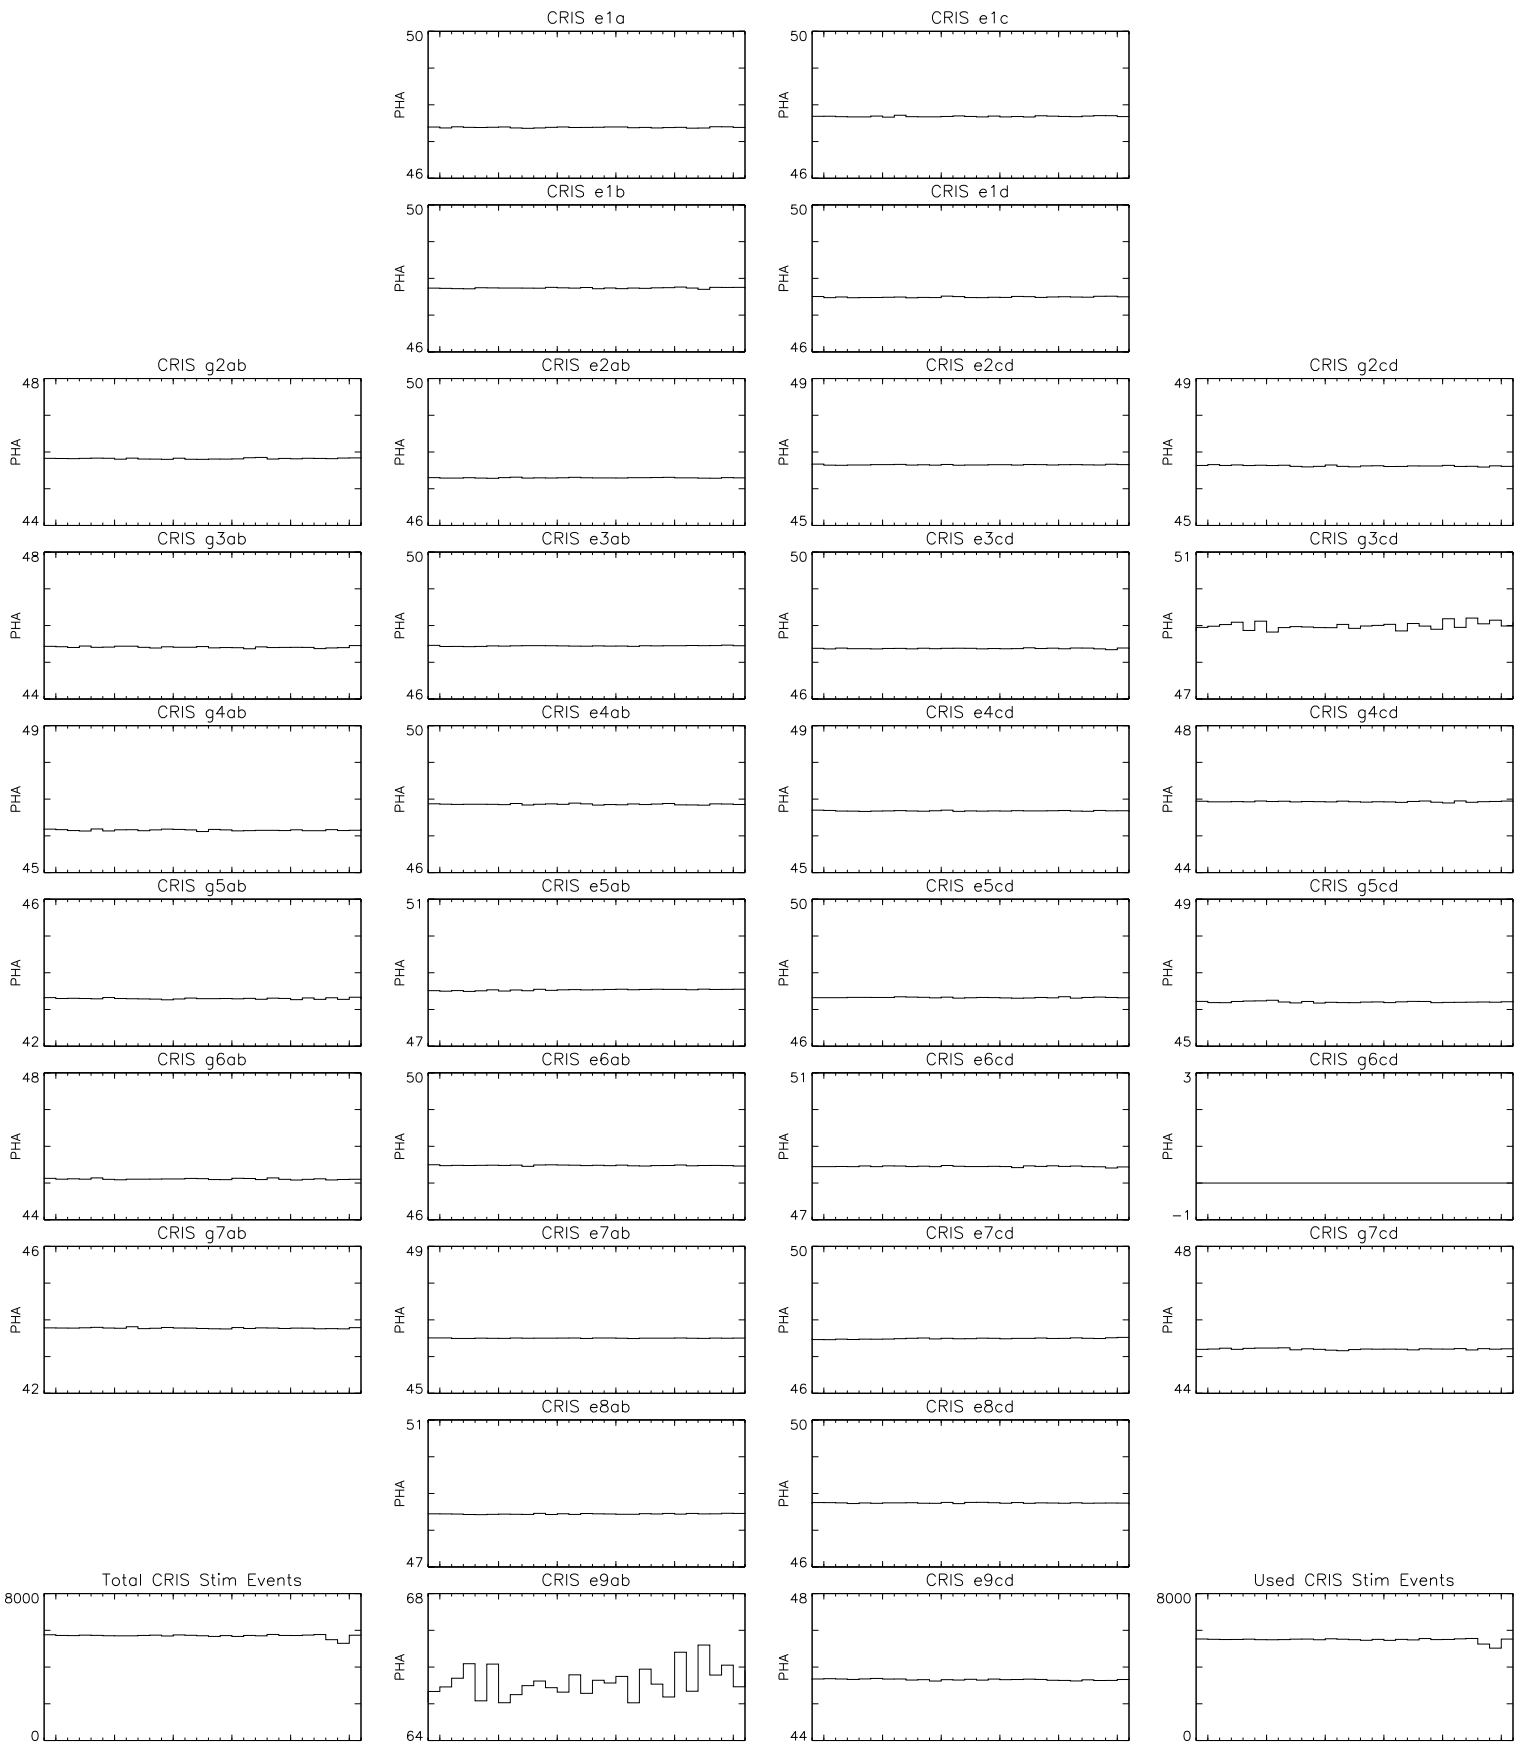 CRIS e1a
50
PHA
46
CRIS e1c
50
PHA
46
CRIS e1b
50
PHA
46
CRIS e1d
50
PHA
46
CRIS g2ab
48
PHA
44
CRIS e2ab
50
PHA
46
CRIS e2cd
49
PHA
45
CRIS g2cd
49
PHA
45
CRIS g3ab
48
PHA
44
CRIS e3ab
50
PHA
46
CRIS e3cd
50
PHA
46
CRIS g3cd
51
PHA
47
CRIS g4ab
49
PHA
45
CRIS e4ab
50
PHA
46
CRIS e4cd
49
PHA
45
CRIS g4cd
48
PHA
44
CRIS g5ab
46
PHA
42
CRIS e5ab
51
PHA
47
CRIS e5cd
50
PHA
46
CRIS g5cd
49
PHA
45
CRIS g6ab
48
PHA
44
CRIS e6ab
50
PHA
46
CRIS e6cd
51
PHA
47
CRIS g6cd
3
PHA
-1
CRIS g7ab
46
PHA
42
CRIS e7ab
49
PHA
45
CRIS e7cd
50
PHA
46
CRIS g7cd
48
PHA
44
CRIS e8ab
51
PHA
47
CRIS e8cd
50
PHA
46
Total CRIS Stim Events
8000
0
CRIS e9ab
68
PHA
64
CRIS e9cd
48
PHA
44
Used CRIS Stim Events
8000
0